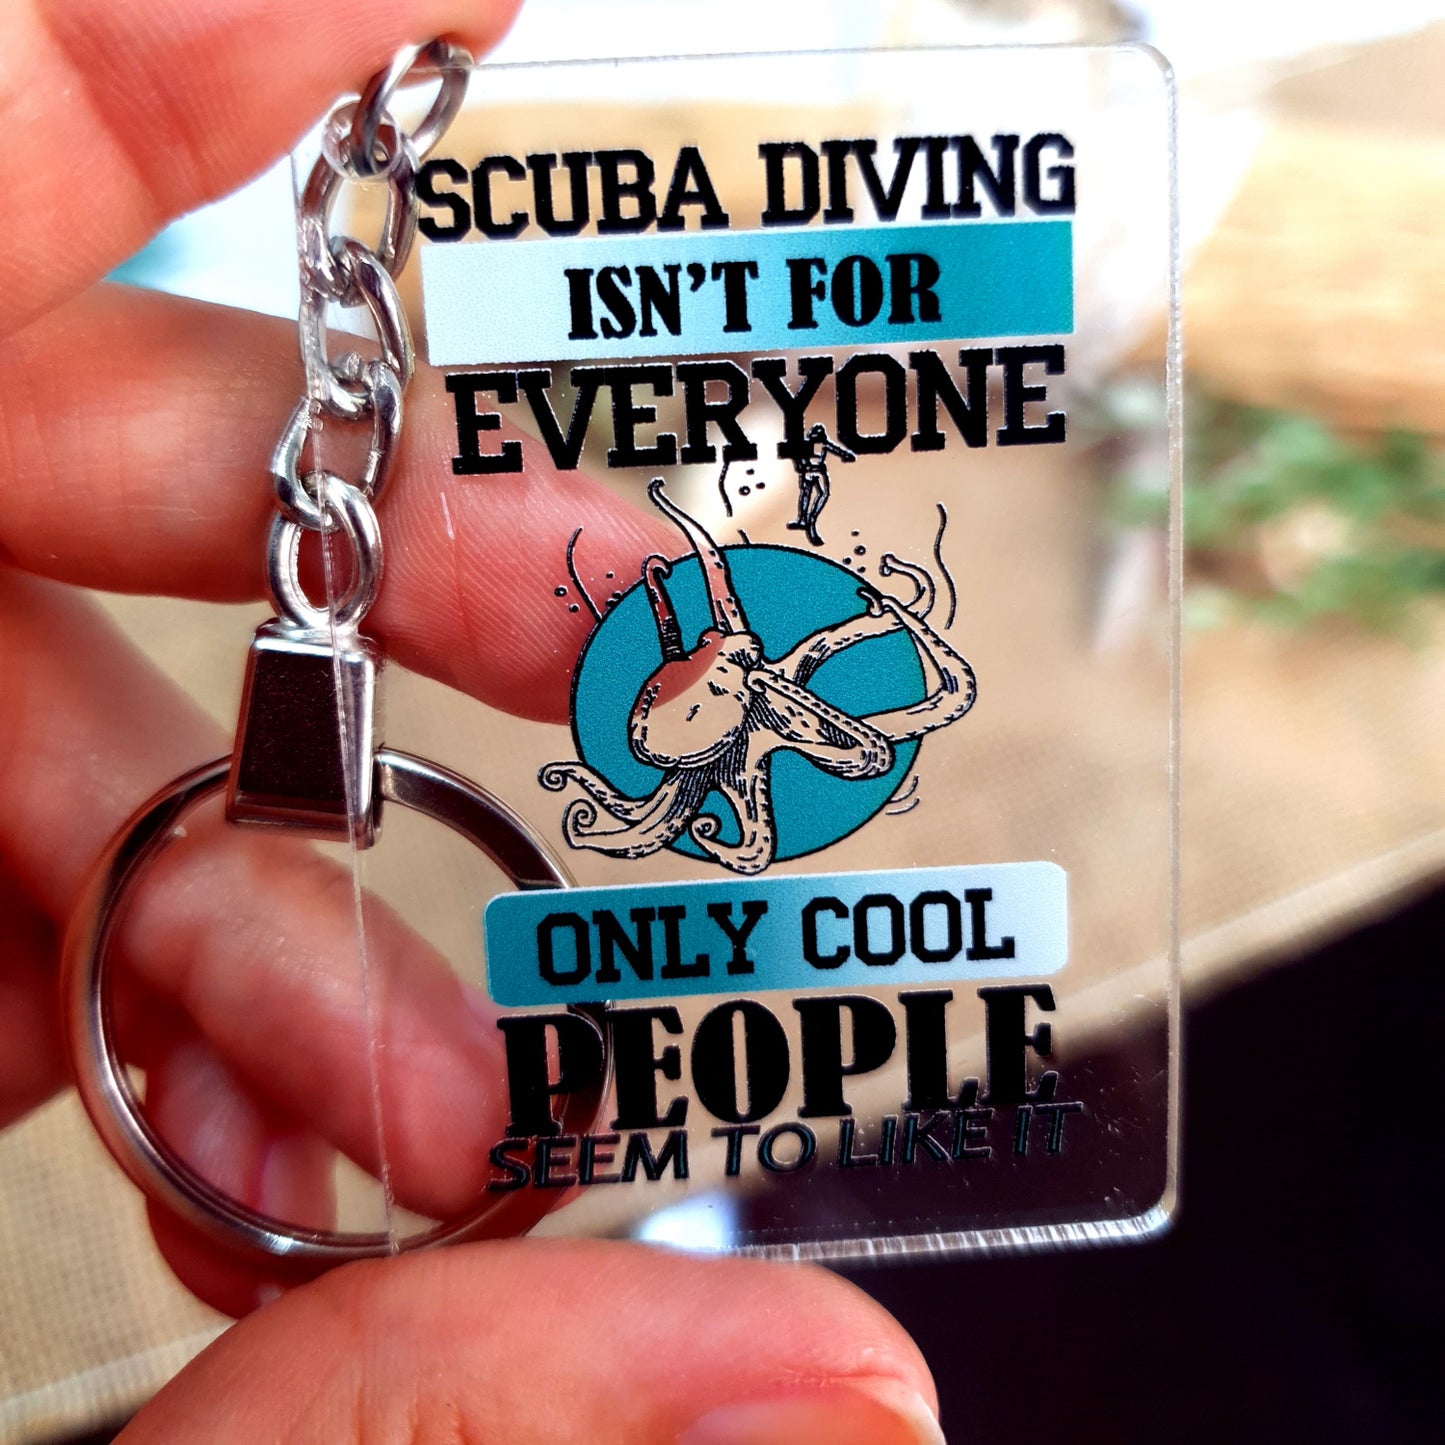 SCUBA DIVING
ISN'T FOR
EVERYONE
ONLY COOL
PEOPLE
SEEM TO LIKE IT